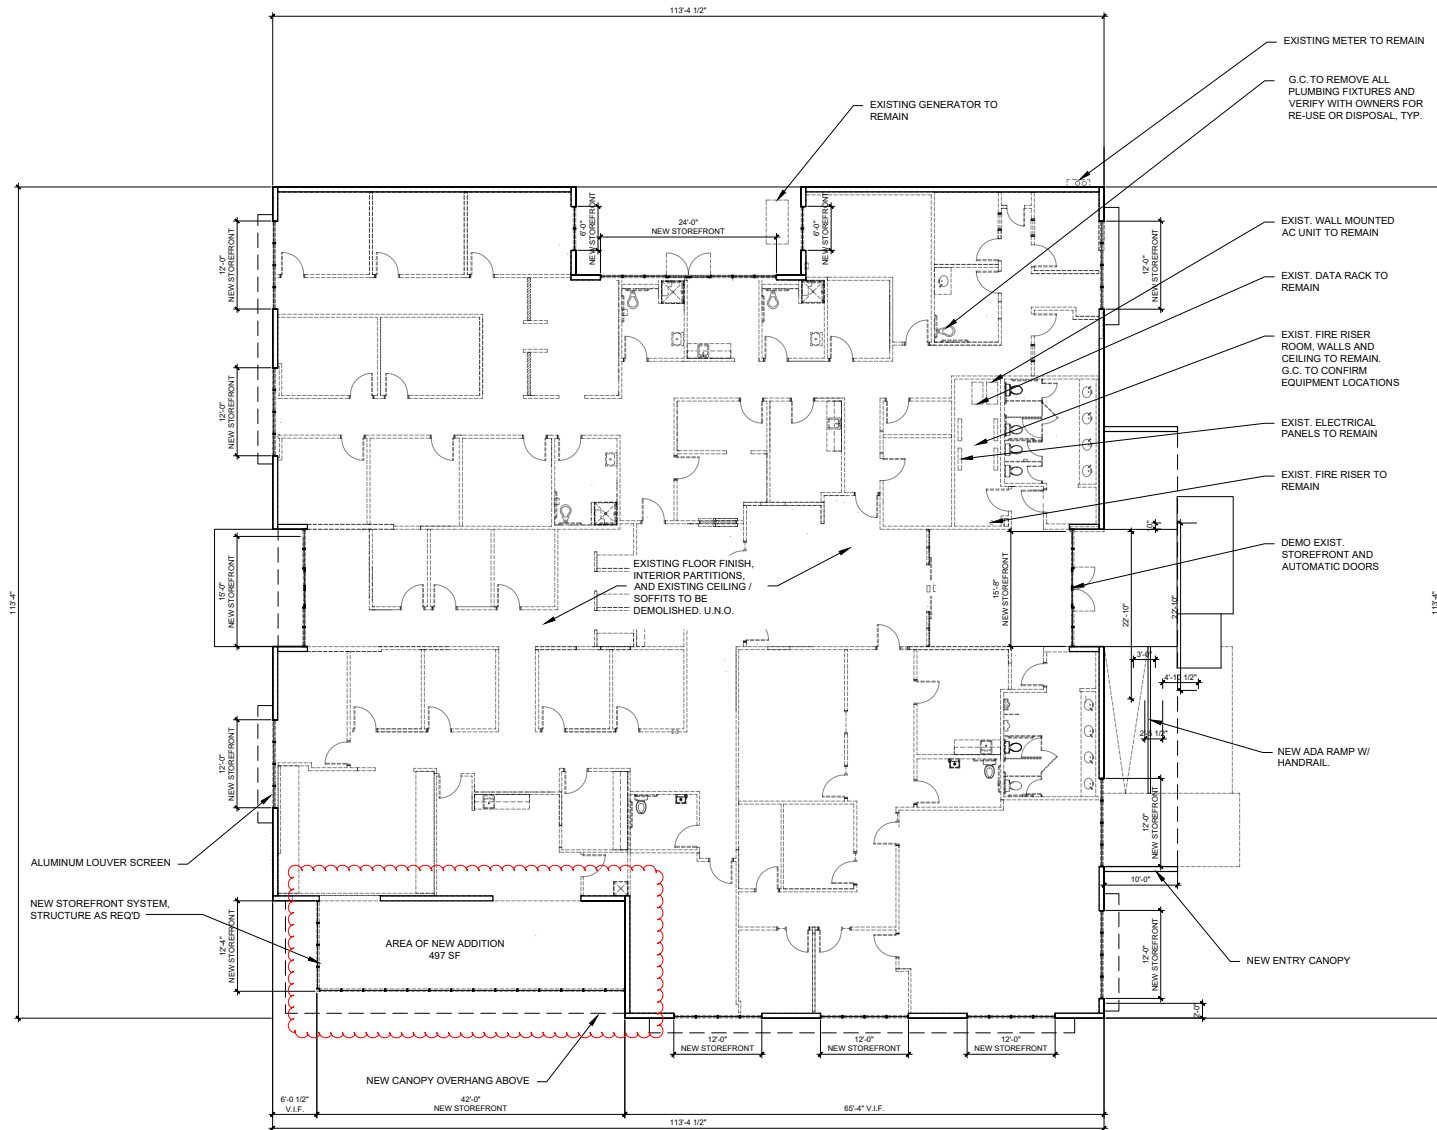 113'-4 1/2"
EXISTING METER TO REMAIN
G.C. TO REMOVE ALL
PLUMBING FIXTURES AND
VERIFY WITH OWNERS FOR
RE-USE OR DISPOSAL, TYP.
EXISTING GENERATOR TO
REMAIN
24'-0"
NEW STOREFRONT
6'-0"
NEW STOREFRONT
6'-0"
NEW STOREFRONT
12'-0"
NEW STOREFRONT
12'-0"
NEW STOREFRONT
EXIST. WALL MOUNTED
AC UNIT TO REMAIN
EXIST. DATA RACK TO
REMAIN
EXIST. FIRE RISER
ROOM, WALLS AND
CEILING TO REMAIN.
G.C. TO CONFIRM
EQUIPMENT LOCATIONS
12'-0"
NEW STOREFRONT
EXIST. ELECTRICAL
PANELS TO REMAIN
EXIST. FIRE RISER TO
REMAIN
DEMO EXIST.
STOREFRONT AND
AUTOMATIC DOORS
EXISTING FLOOR FINISH,
INTERIOR PARTITIONS,
AND EXISTING CEILING /
SOFFITS TO BE
DEMOLISHED. U.N.O.
15'-0"
NEW STOREFRONT
15'-8"
NEW STOREFRONT
22'-10"
22'-10"
113'-4"
113'-4"
3'-0"
4'-10 1/2"
2'-5 1/2"
NEW ADA RAMP W/
HANDRAIL.
12'-0"
NEW STOREFRONT
12'-0"
NEW STOREFRONT
ALUMINUM LOUVER SCREEN
10'-0"
NEW STOREFRONT SYSTEM,
STRUCTURE AS REQ'D
12'-4"
NEW STOREFRONT
AREA OF NEW ADDITION
497 SF
12'-0"
NEW STOREFRONT
NEW ENTRY CANOPY
2'-0"
12'-0"
NEW STOREFRONT
12'-0"
NEW STOREFRONT
12'-0"
NEW STOREFRONT
NEW CANOPY OVERHANG ABOVE
6'-0 1/2"
V.I.F.
42'-0"
NEW STOREFRONT
65'-4" V.I.F.
113'-4 1/2"